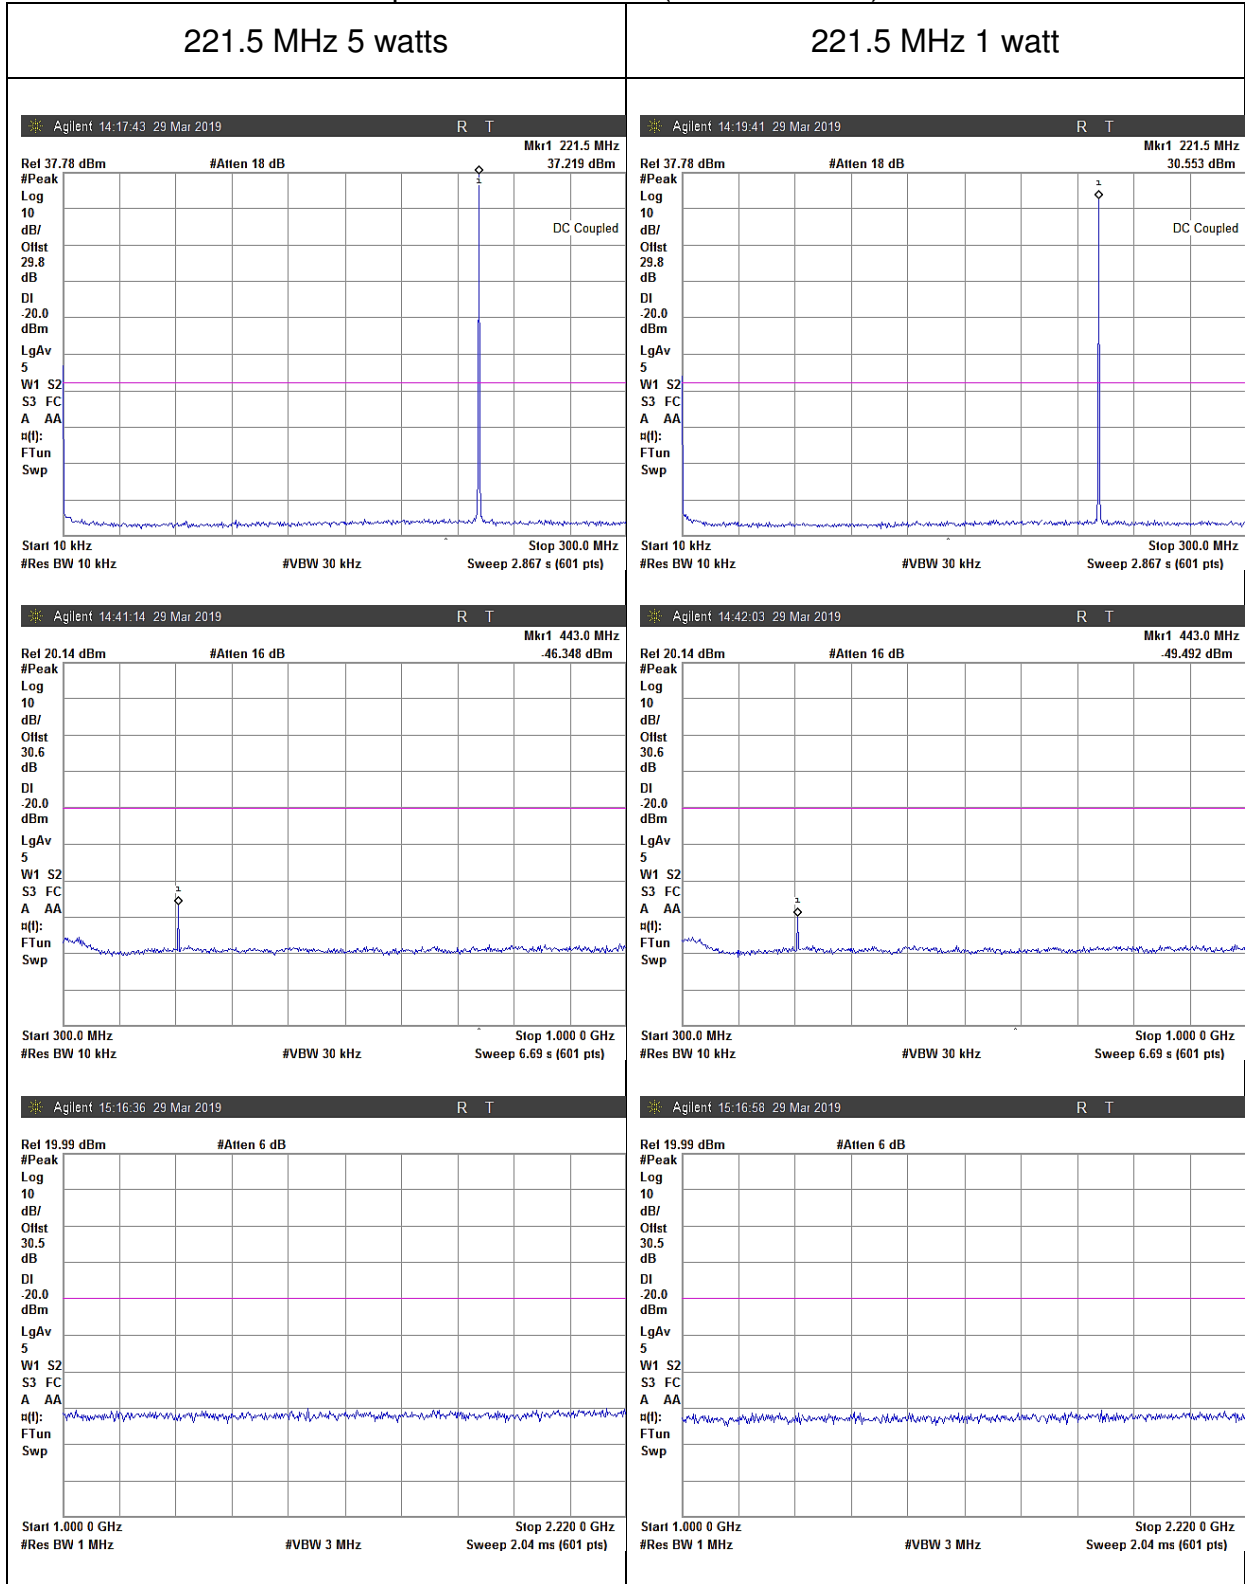 221.5 MHz 5 watts
221.5 MHz 1 watt
Agilent 14:17:43 29 Mar 2019 R T
Mkr1 221.5 MHz
Ref 37.78 dBm #Atten 18 dB 37.219 dBm
#Peak
1
Log
10
dB/
DC Coupled
Offst
29.8
dB
DI
-20.0
dBm
LgAv
5
W1 S2
S3 FC
A AA
¤(f):
FTun
Swp
Start 10 kHz Stop 300.0 MHz
#Res BW 10 kHz #VBW 30 kHz Sweep 2.867 s (601 pts)
Agilent 14:19:41 29 Mar 2019 R T
Mkr1 221.5 MHz
Ref 37.78 dBm #Atten 18 dB 30.553 dBm
#Peak
1
Log
10
dB/
DC Coupled
Offst
29.8
dB
DI
-20.0
dBm
LgAv
5
W1 S2
S3 FC
A AA
¤(f):
FTun
Swp
Start 10 kHz Stop 300.0 MHz
#Res BW 10 kHz #VBW 30 kHz Sweep 2.867 s (601 pts)
Agilent 14:41:14 29 Mar 2019 R T
Mkr1 443.0 MHz
Ref 20.14 dBm #Atten 16 dB -46.348 dBm
#Peak
Log
10
dB/
Offst
30.6
dB
DI
-20.0
dBm
LgAv
5
W1 S2
S3 FC
1
A AA
¤(f):
FTun
Swp
Start 300.0 MHz Stop 1.000 0 GHz
#Res BW 10 kHz #VBW 30 kHz Sweep 6.69 s (601 pts)
Agilent 14:42:03 29 Mar 2019 R T
Mkr1 443.0 MHz
Ref 20.14 dBm #Atten 16 dB -49.492 dBm
#Peak
Log
10
dB/
Offst
30.6
dB
DI
-20.0
dBm
LgAv
5
W1 S2
S3 FC
1
A AA
¤(f):
FTun
Swp
Start 300.0 MHz Stop 1.000 0 GHz
#Res BW 10 kHz #VBW 30 kHz Sweep 6.69 s (601 pts)
Agilent 15:16:36 29 Mar 2019 R T
Ref 19.99 dBm #Atten 6 dB
#Peak
Log
10
dB/
Offst
30.5
dB
DI
-20.0
dBm
LgAv
5
W1 S2
S3 FC
A AA
¤(f):
FTun
Swp
Start 1.000 0 GHz Stop 2.220 0 GHz
#Res BW 1 MHz #VBW 3 MHz Sweep 2.04 ms (601 pts)
Agilent 15:16:58 29 Mar 2019 R T
Ref 19.99 dBm #Atten 6 dB
#Peak
Log
10
dB/
Offst
30.5
dB
DI
-20.0
dBm
LgAv
5
W1 S2
S3 FC
A AA
¤(f):
FTun
Swp
Start 1.000 0 GHz Stop 2.220 0 GHz
#Res BW 1 MHz #VBW 3 MHz Sweep 2.04 ms (601 pts)